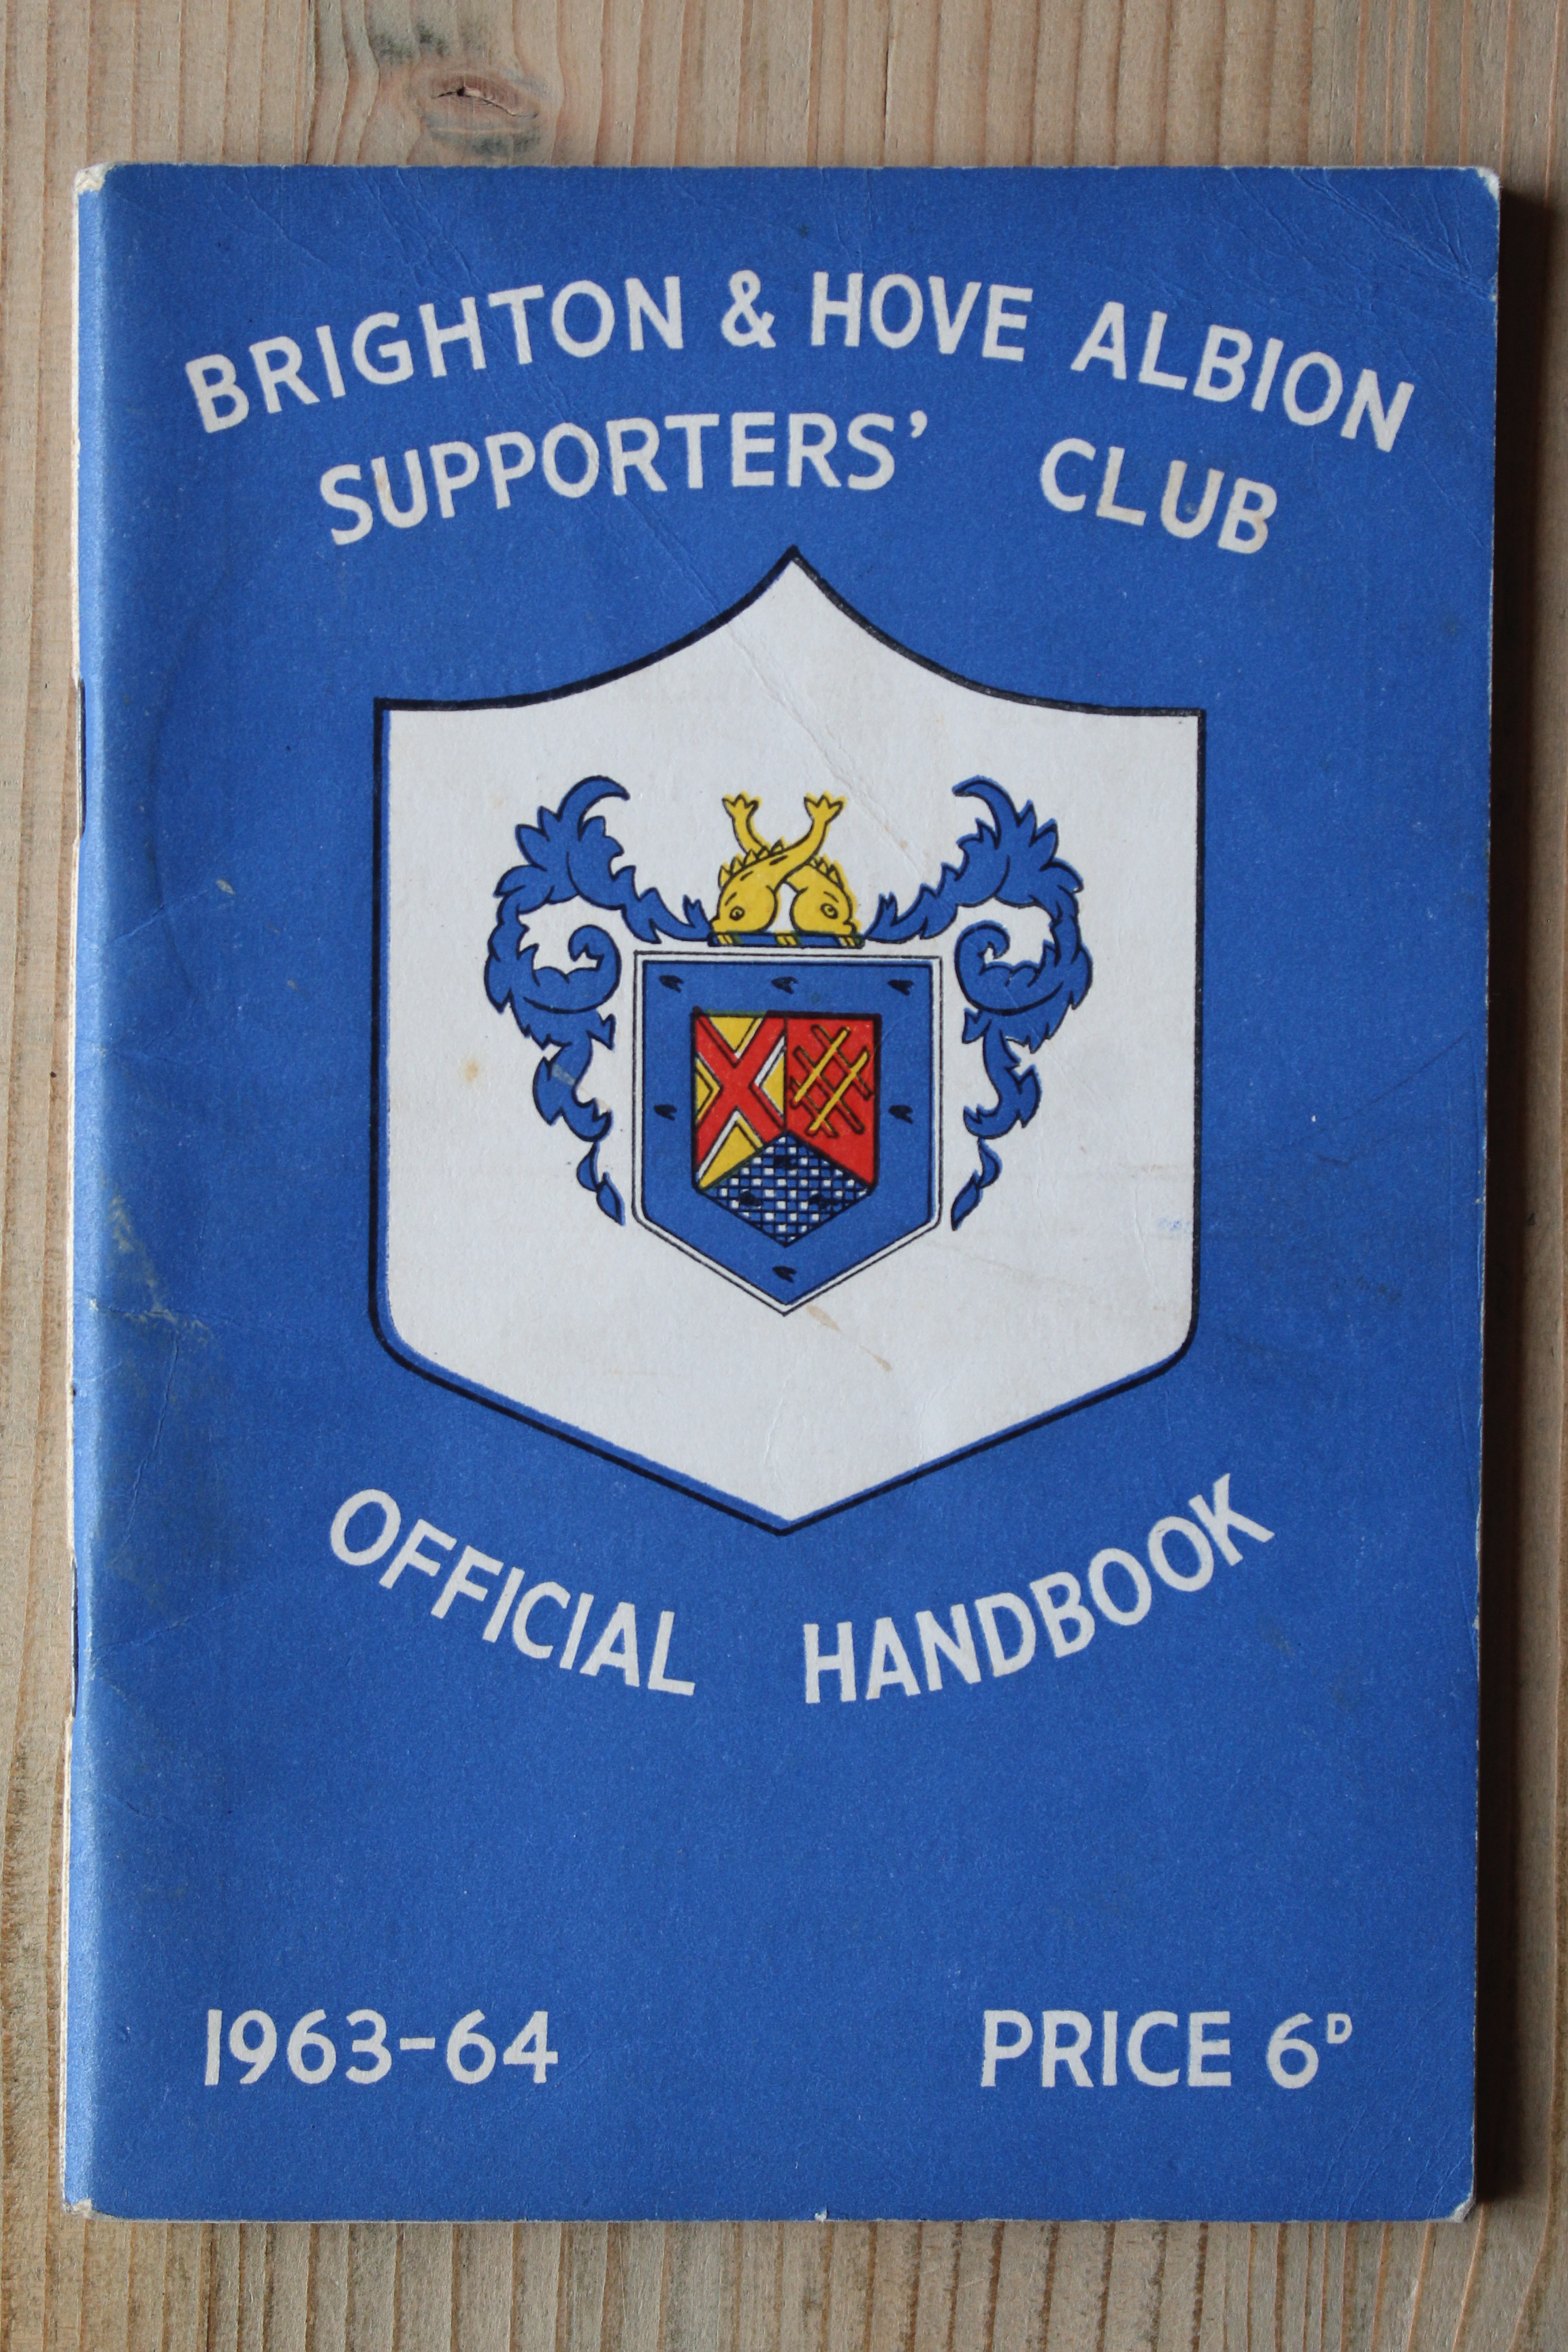 BRIGHTON & HOVE ALBION
SUPPORTERS’ CLUB
OFFICIAL HANDBOOK
1963-64
PRICE 6D